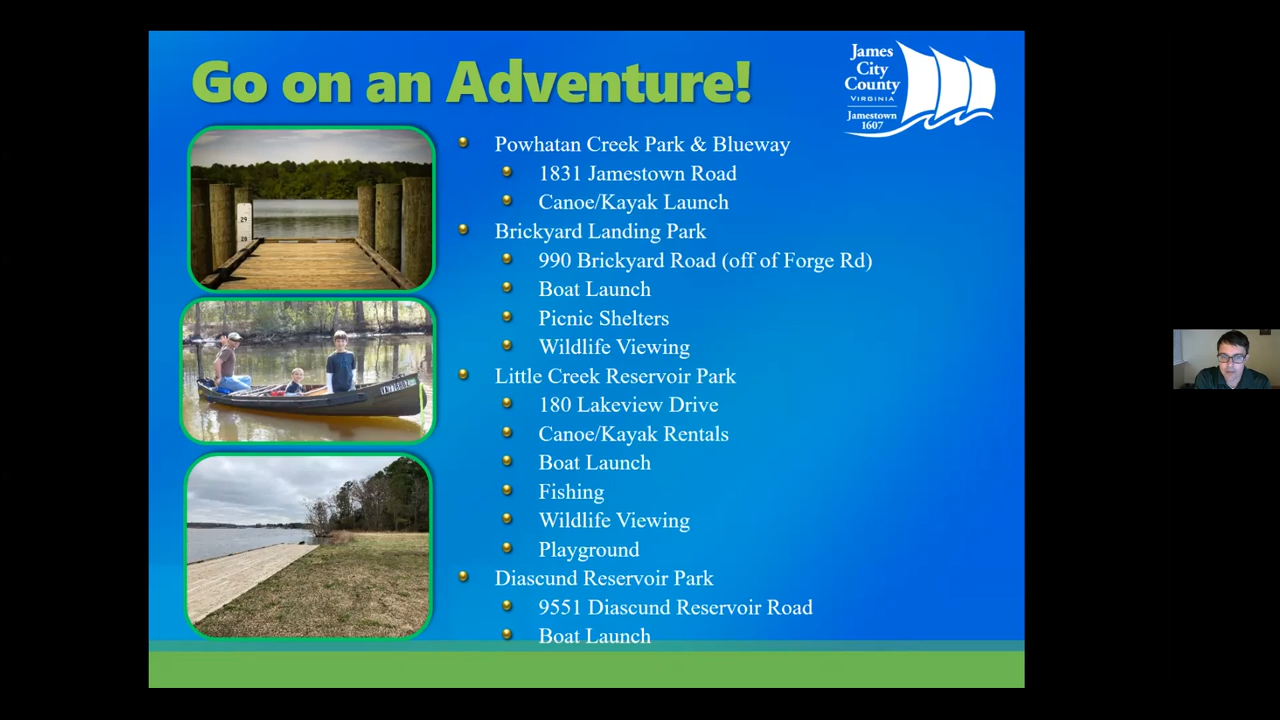 Go on an Adventure!
James
City
County
VIRGINIA
Jamestown
1607
Powhatan Creek Park & Blueway
1831 Jamestown Road
Canoe/Kayak Launch
Brickyard Landing Park
990 Brickyard Road (off of Forge Rd)
Boat Launch
Picnic Shelters
Wildlife Viewing
Little Creek Reservoir Park
180 Lakeview Drive
Canoe/Kayak Rentals
Boat Launch
Fishing
Wildlife Viewing
Playground
Diascund Reservoir Park
9551 Diascund Reservoir Road
Boat Launch
29
28